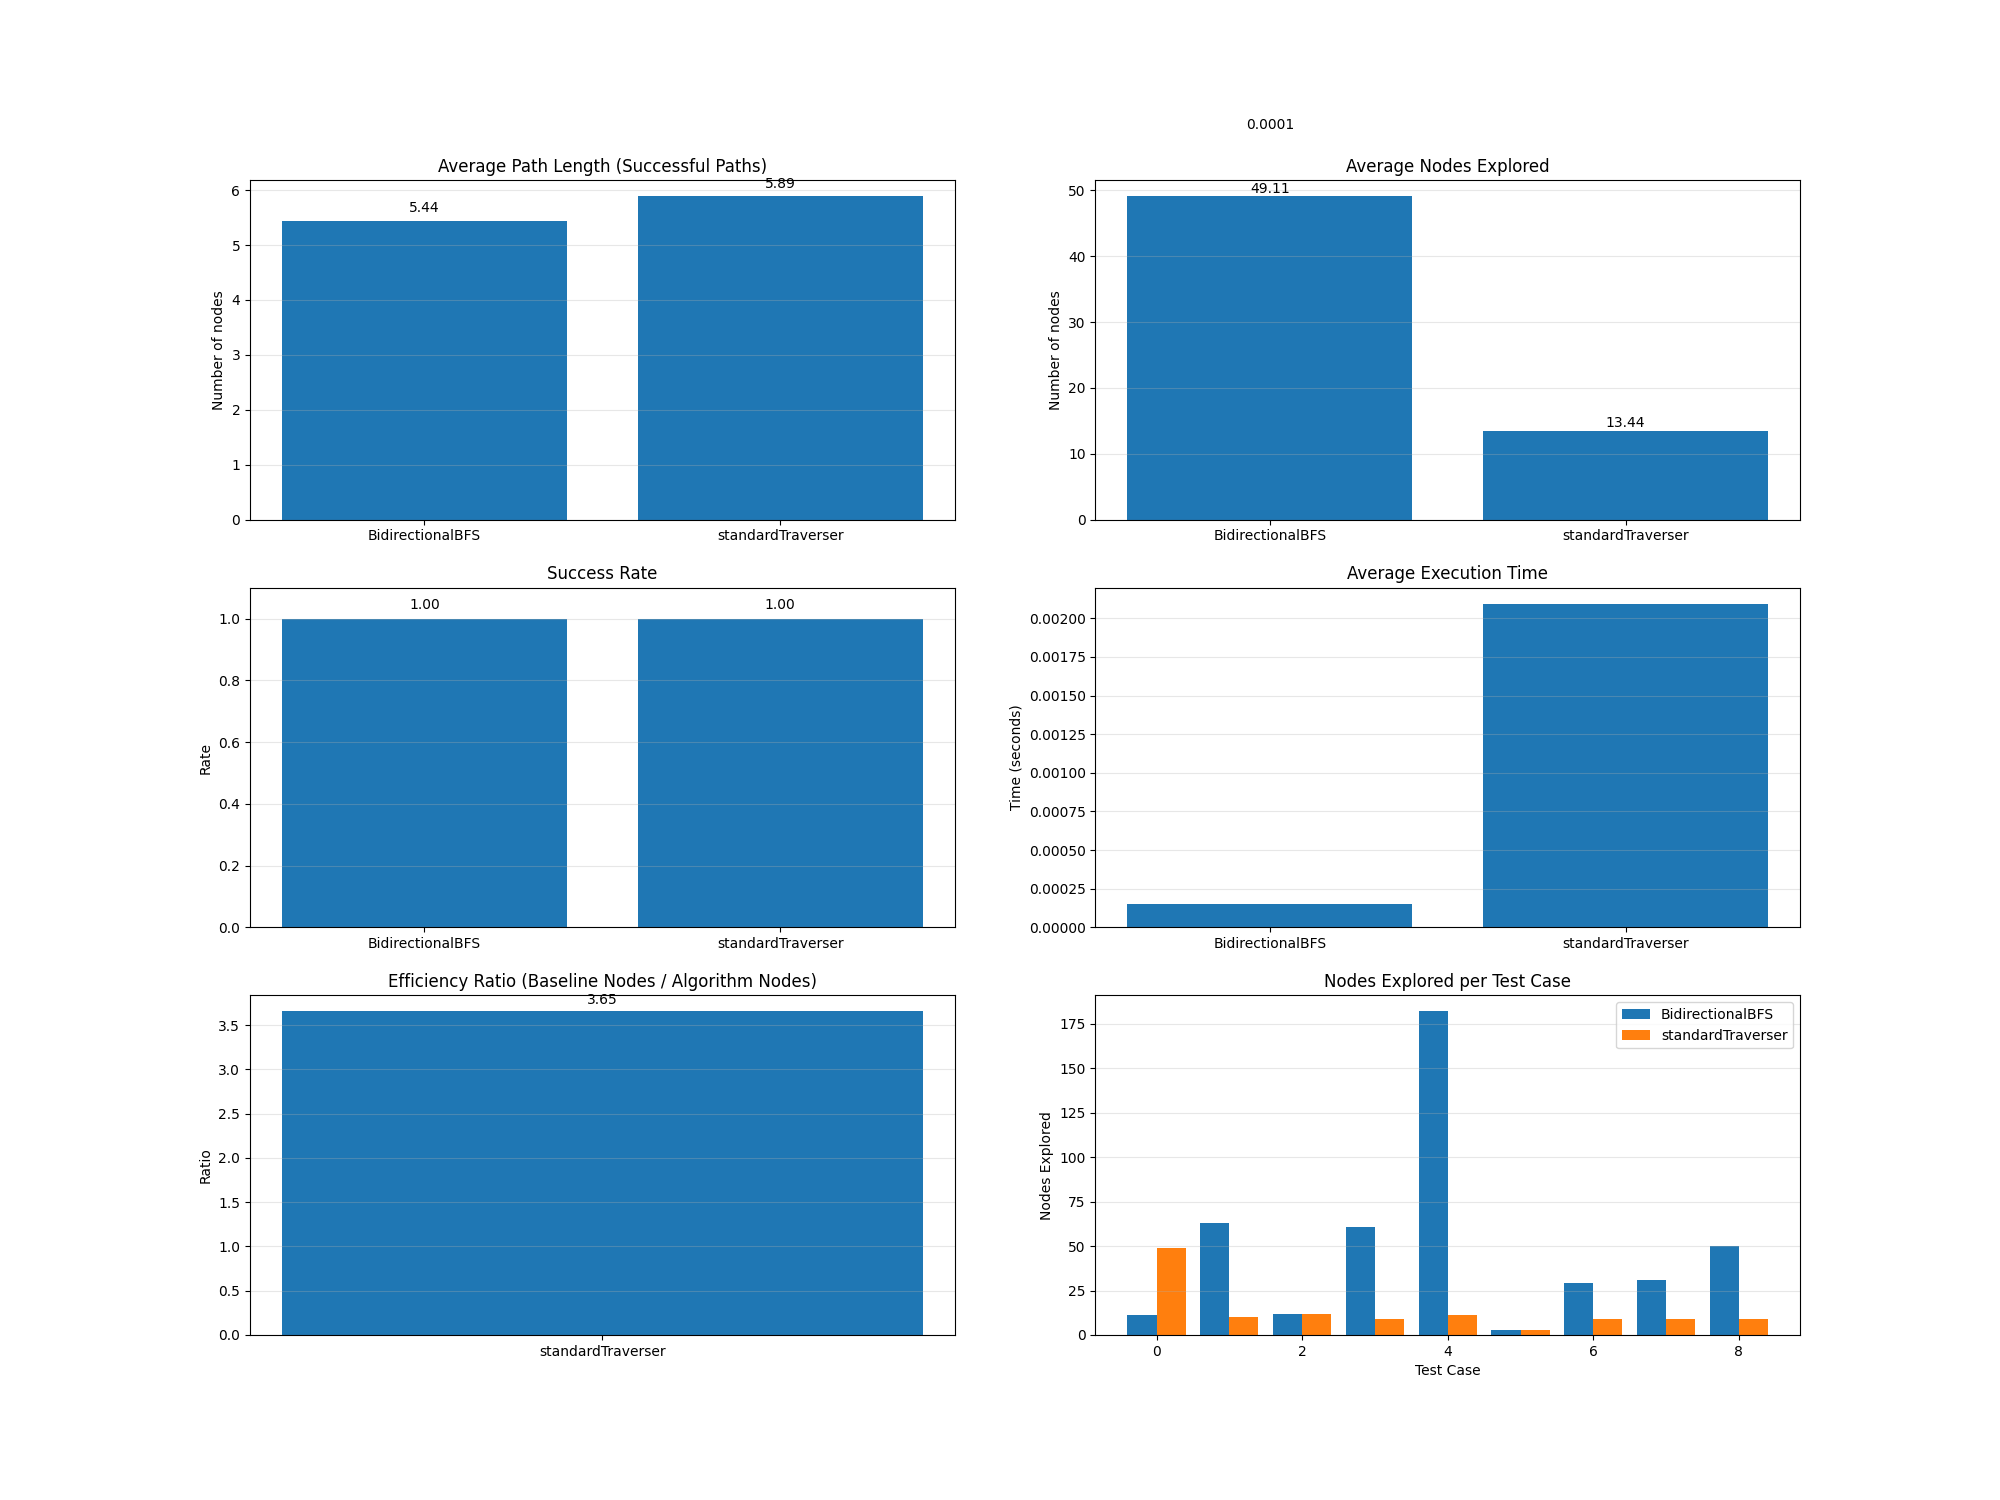 0.0001
Average Path Length (Successful Paths)
6
5
4
3
2
1
0
Number of nodes
5.44
5.89
BidirectionalBFS
standardTraverser
Average Nodes Explored
50
40
30
20
10
0
Number of nodes
49.11
13.44
BidirectionalBFS
standardTraverser
Success Rate
1.0
0.8
0.6
0.4
0.2
0.0
Rate
1.00
1.00
BidirectionalBFS
standardTraverser
Average Execution Time
0.00200
0.00175
0.00150
0.00125
0.00100
0.00075
0.00050
0.00025
0.00000
Time (seconds)
BidirectionalBFS
standardTraverser
Efficiency Ratio (Baseline Nodes / Algorithm Nodes)
3.5
3.0
2.5
2.0
1.5
1.0
0.5
0.0
Ratio
3.65
standardTraverser
Nodes Explored per Test Case
175
150
125
100
75
50
25
0
Nodes Explored
BidirectionalBFS
standardTraverser
0
2
4
6
8
Test Case